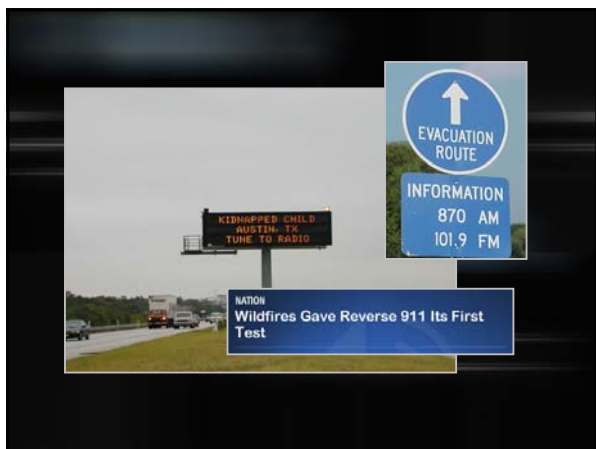 EVACUATION
ROUTE
INFORMATION
870 AM
101.9 FM
KIDNAPPED CHILD
AUSTIN, TX
TUNE TO RADIO
NATION
Wildfires Gave Reverse 911 Its First
Test